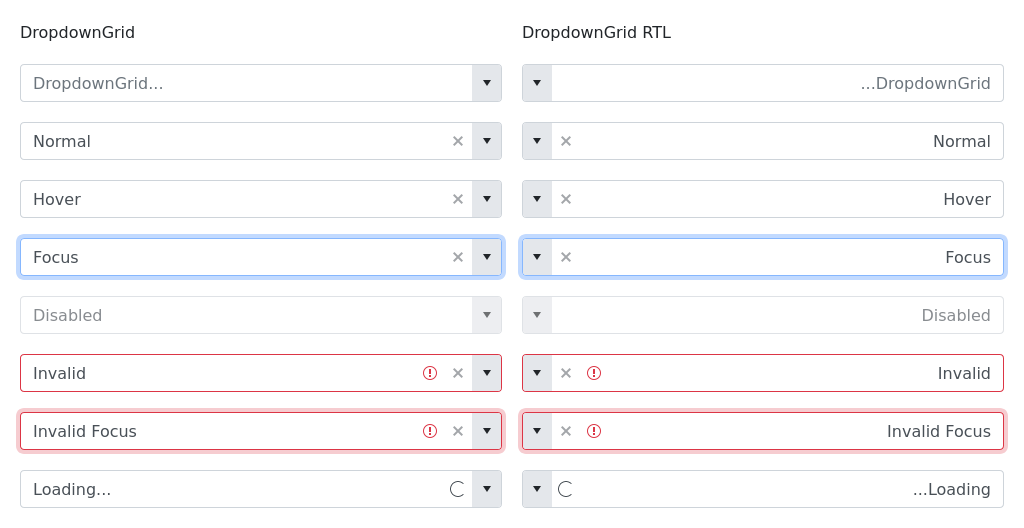 DropdownGrid
DropdownGrid RTL
DropdownGrid...
...DropdownGrid
Normal
Normal
Hover
Hover
Focus
Focus
Disabled
Disabled
Invalid
Invalid
Invalid Focus
Invalid Focus
Loading...
...Loading